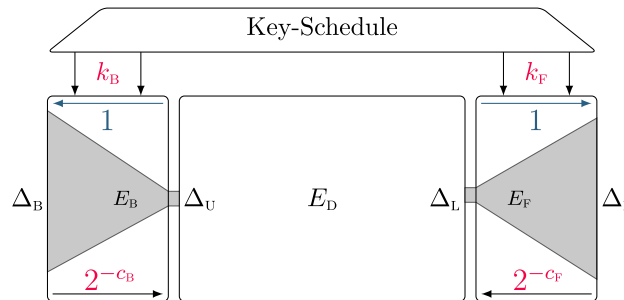 Key-Schedule
k_B k_F
1 1
Δ_B E_B Δ_U E_D Δ_L E_F Δ
2^{-c_B} 2^{-c_F}